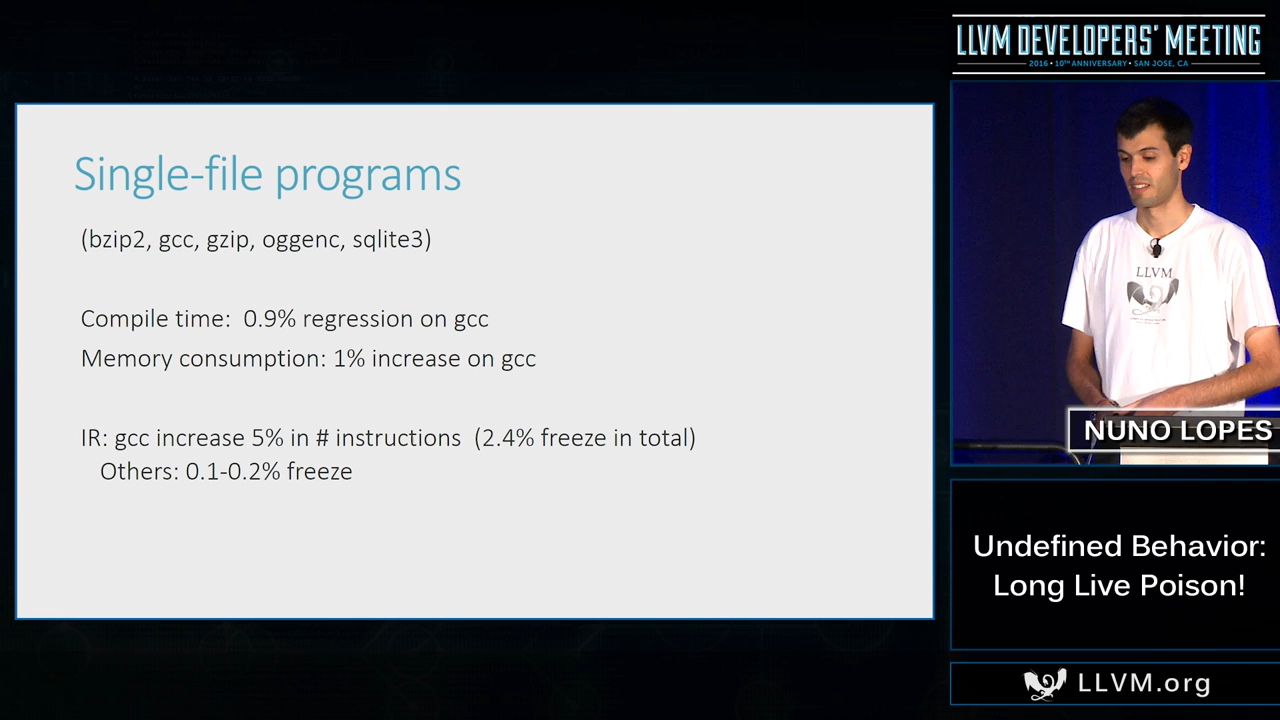 LLVM DEVELOPERS' MEETING
2016 • 10TH ANNIVERSARY • SAN JOSE, CA
Single-file programs
(bzip2, gcc, gzip, oggenc, sqlite3)
Compile time: 0.9% regression on gcc
Memory consumption: 1% increase on gcc
IR: gcc increase 5% in # instructions (2.4% freeze in total)
Others: 0.1-0.2% freeze
LLVM
NUNO LOPES
Undefined Behavior:
Long Live Poison!
LLVM.org